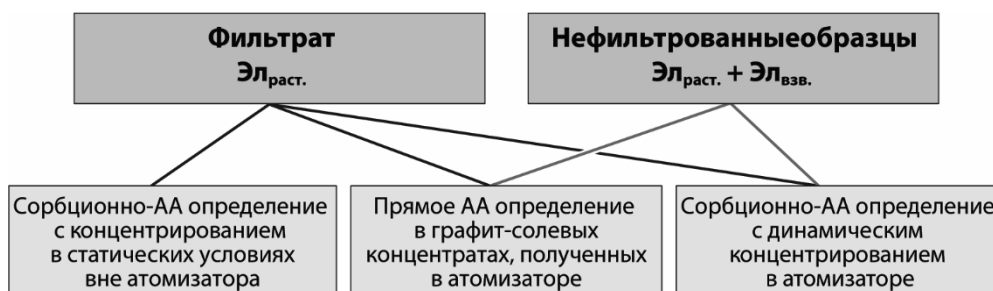 Фильтрат
Эл раст.
Нефильтрованныеобразцы
Эл раст. + Эл взв.
Сорбционно-АА определение
с концентрированием
в статических условиях
вне атомизатора
Прямое АА определение
в графит-солевых
концентратах, полученных
в атомизаторе
Сорбционно-АА определение
с динамическим
концентрированием
в атомизаторе